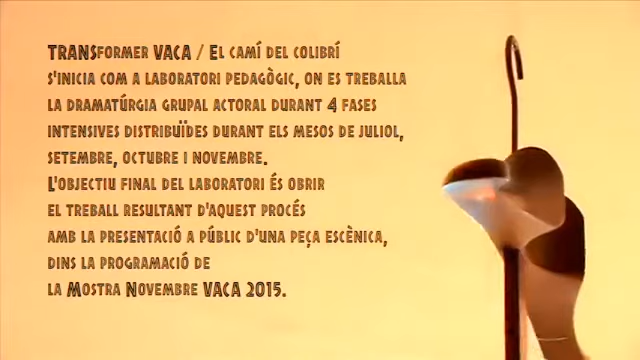 TRANSFORMER VACA / EL CAMÍ DEL COLIBRÍ
S'INICIA COM A LABORATORI PEDAGÒGIC, ON ES TREBALLA
LA DRAMATÚRGIA GRUPAL ACTORAL DURANT 4 FASES
INTENSIVES DISTRIBUÏDES DURANT ELS MESOS DE JULIOL,
SETEMBRE, OCTUBRE I NOVEMBRE.
L'OBJECTIU FINAL DEL LABORATORI ÉS OBRIR
EL TREBALL RESULTANT D'AQUEST PROCÉS
AMB LA PRESENTACIÓ A PÚBLIC D'UNA PEÇA ESCÈNICA,
DINS LA PROGRAMACIÓ DE
LA MOSTRA NOVEMBRE VACA 2015.